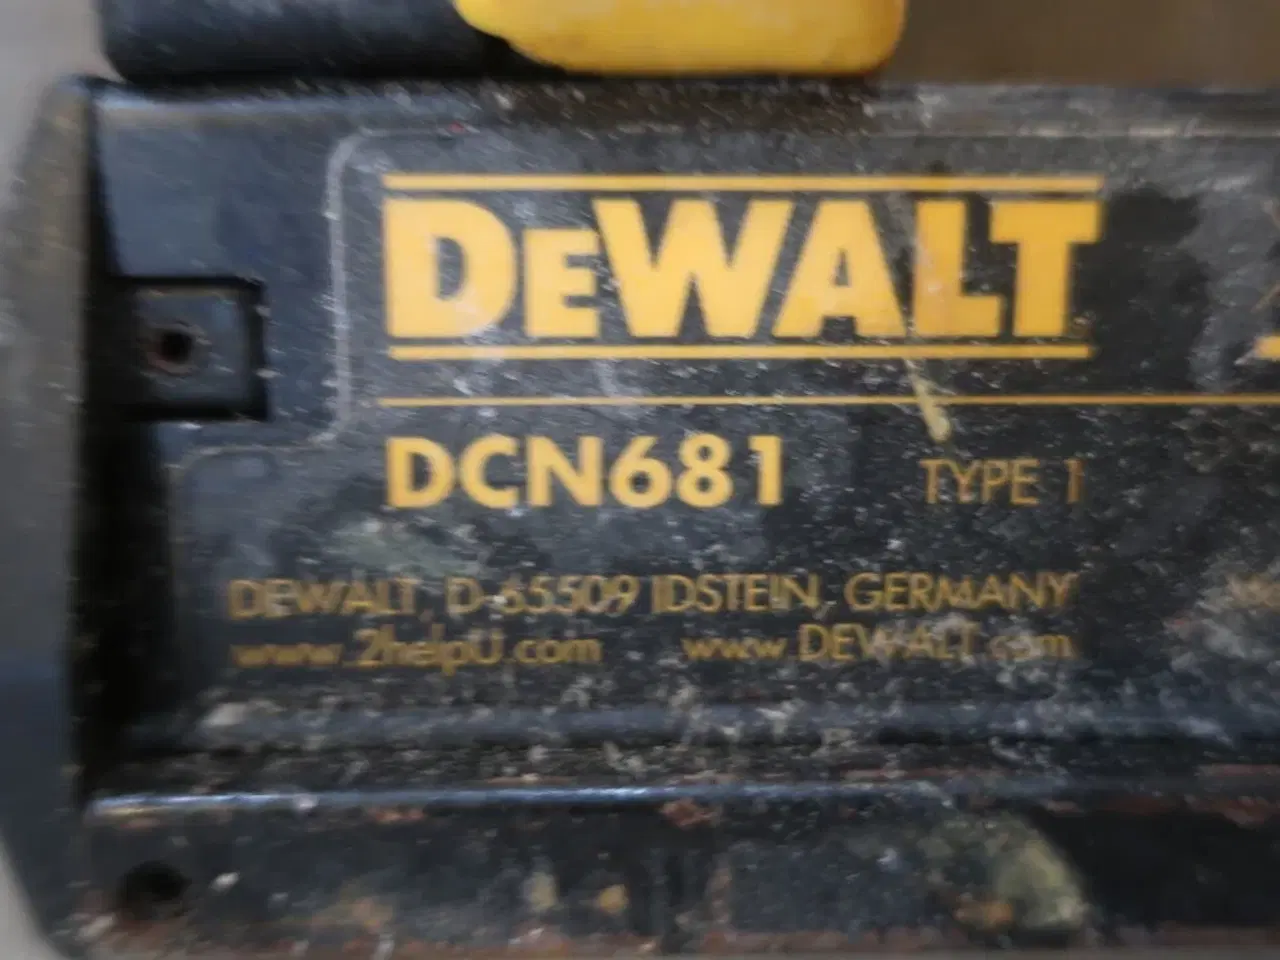 DEWALT
DCN681 TYPE 1
DEWALT, D-65509 IDSTEIN, GERMANY
www.2helpU.com www.DEWALT.com